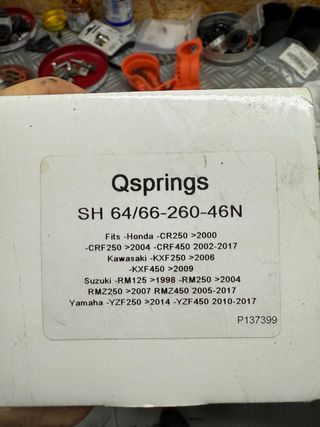 Qsprings
SH 64/66-260-46N
Fits -Honda -CR250 >2000
-CRF250 >2004 -CRF450 2002-2017
Kawasaki -KXF250 >2006
-KXF450 >2009
Suzuki -RM125 >1998 -RM250 >2004
RMZ250 >2007 RMZ450 2005-2017
Yamaha -YZF250 >2014 -YZF450 2010-2017
P137399